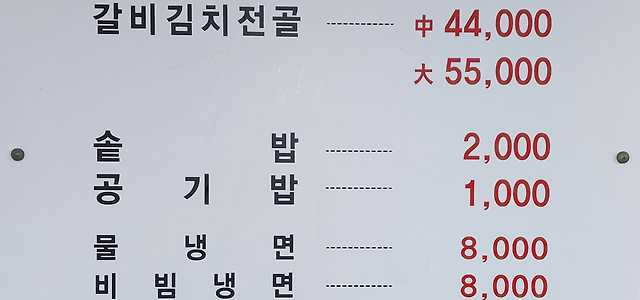 갈비김치전골 ---------- 中 44,000
大 55,000
솥밥 ---------- 2,000
공기밥 ---------- 1,000
물냉면 ---------- 8,000
비빔냉면 ---------- 8,000